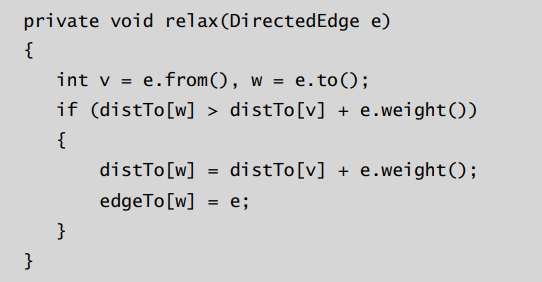 private void relax(DirectedEdge e)
{
   int v = e.from(), w = e.to();
   if (distTo[w] > distTo[v] + e.weight())
   {
       distTo[w] = distTo[v] + e.weight();
       edgeTo[w] = e;
   }
}